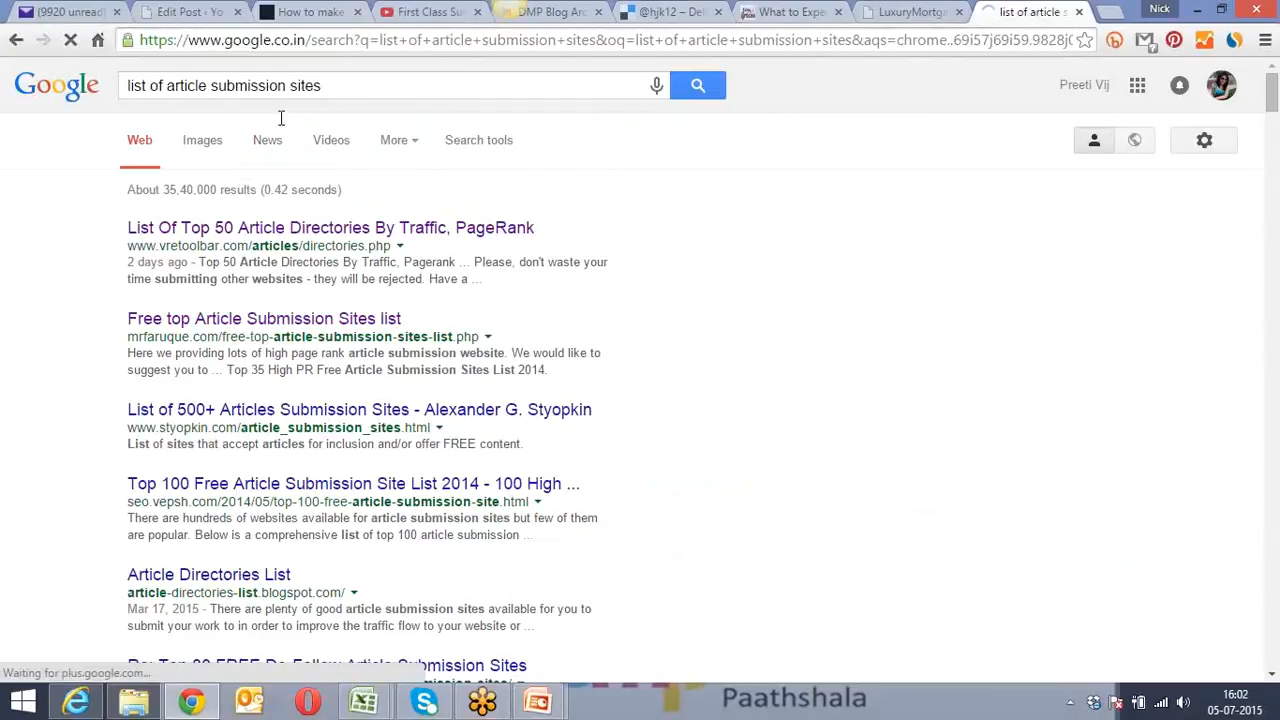 (9920 unread)
Edit Post ‹ Yo
How to make
First Class Su
DMP Blog Arc
@hjk12 – Del
What to Expe
LuxuryMortga
list of article s
Nick
https://www.google.co.in/search?q=list+of+article+submission+sites&oq=list+of+article+submission+sites&aqs=chrome..69i57j69i59.9828j0
Google
list of article submission sites
Preeti Vij
Web
Images
News
Videos
More
Search tools
About 35,40,000 results (0.42 seconds)
List Of Top 50 Article Directories By Traffic, PageRank
www.vretoolbar.com/articles/directories.php
2 days ago - Top 50 Article Directories By Traffic, Pagerank ... Please, don't waste your
time submitting other websites - they will be rejected. Have a ...
Free top Article Submission Sites list
mrfaruque.com/free-top-article-submission-sites-list.php
Here we providing lots of high page rank article submission website. We would like to
suggest you to ... Top 35 High PR Free Article Submission Sites List 2014.
List of 500+ Articles Submission Sites - Alexander G. Styopkin
www.styopkin.com/article_submission_sites.html
List of sites that accept articles for inclusion and/or offer FREE content.
Top 100 Free Article Submission Site List 2014 - 100 High ...
seo.vepsh.com/2014/05/top-100-free-article-submission-site.html
There are hundreds of websites available for article submission sites but few of them
are popular. Below is a comprehensive list of top 100 article submission ...
Article Directories List
article-directories-list.blogspot.com/
Mar 17, 2015 - There are plenty of good article submission sites available for you to
submit your work to in order to improve the traffic flow to your website or ...
Article Submission Sites
Waiting for plus.google.com...
Paathshala
16:02
05-07-2015